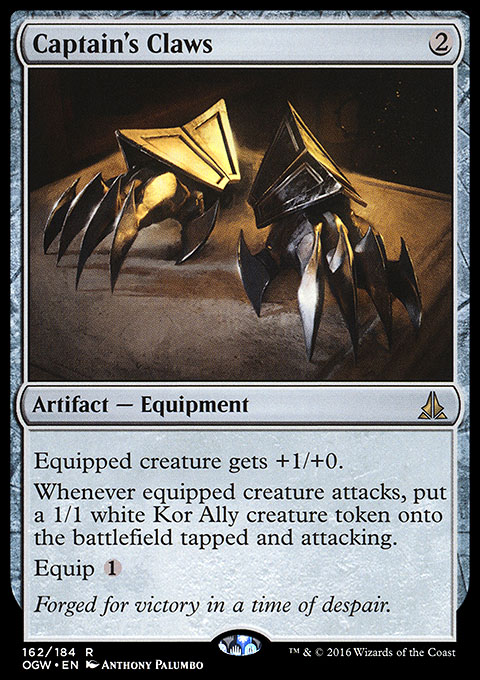 Captain's Claws 2
Artifact — Equipment
Equipped creature gets +1/+0.
Whenever equipped creature attacks, put
a 1/1 white Kor Ally creature token onto
the battlefield tapped and attacking.
Equip 1
Forged for victory in a time of despair.
162/184 R
OGW • EN Anthony Palumbo ™ & © 2016 Wizards of the Coast